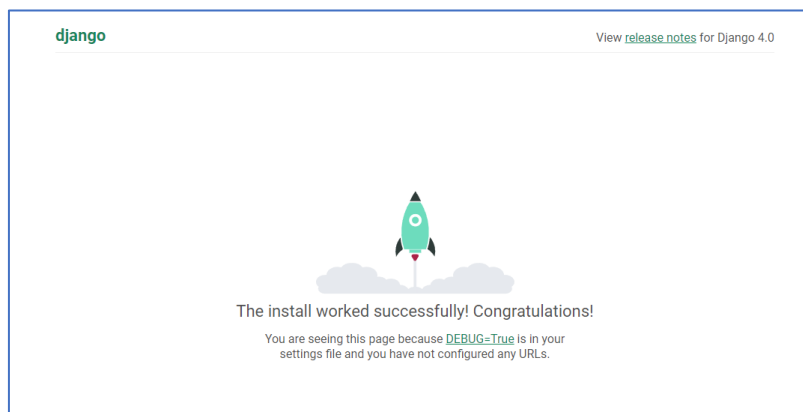 django
View release notes for Django 4.0
The install worked successfully! Congratulations!
You are seeing this page because DEBUG=True is in your
settings file and you have not configured any URLs.